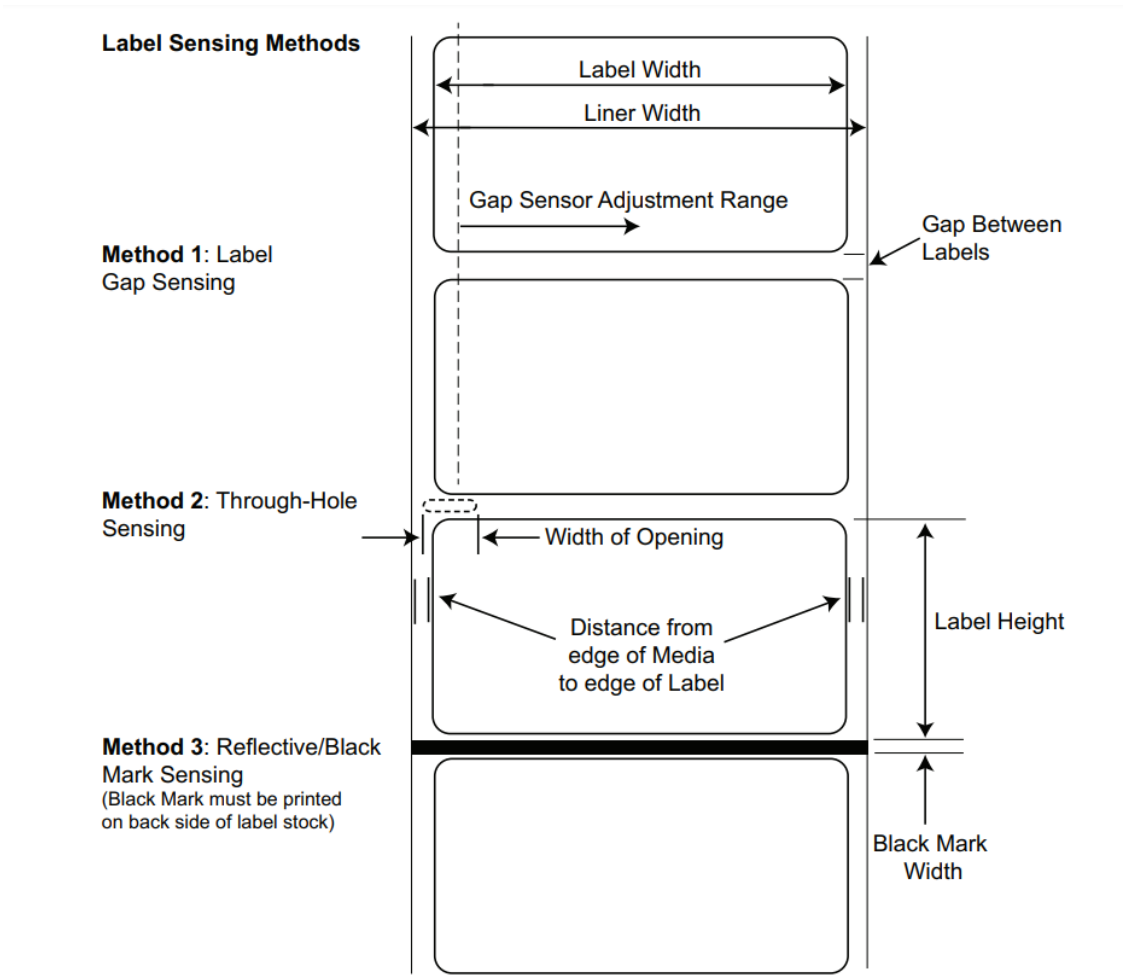 Label Sensing Methods
Label Width
Liner Width
Gap Sensor Adjustment Range
Gap Between
Labels
Method 1: Label
Gap Sensing
Method 2: Through-Hole
Sensing
Width of Opening
Distance from
edge of Media
to edge of Label
Label Height
Method 3: Reflective/Black
Mark Sensing
(Black Mark must be printed
on back side of label stock)
Black Mark
Width